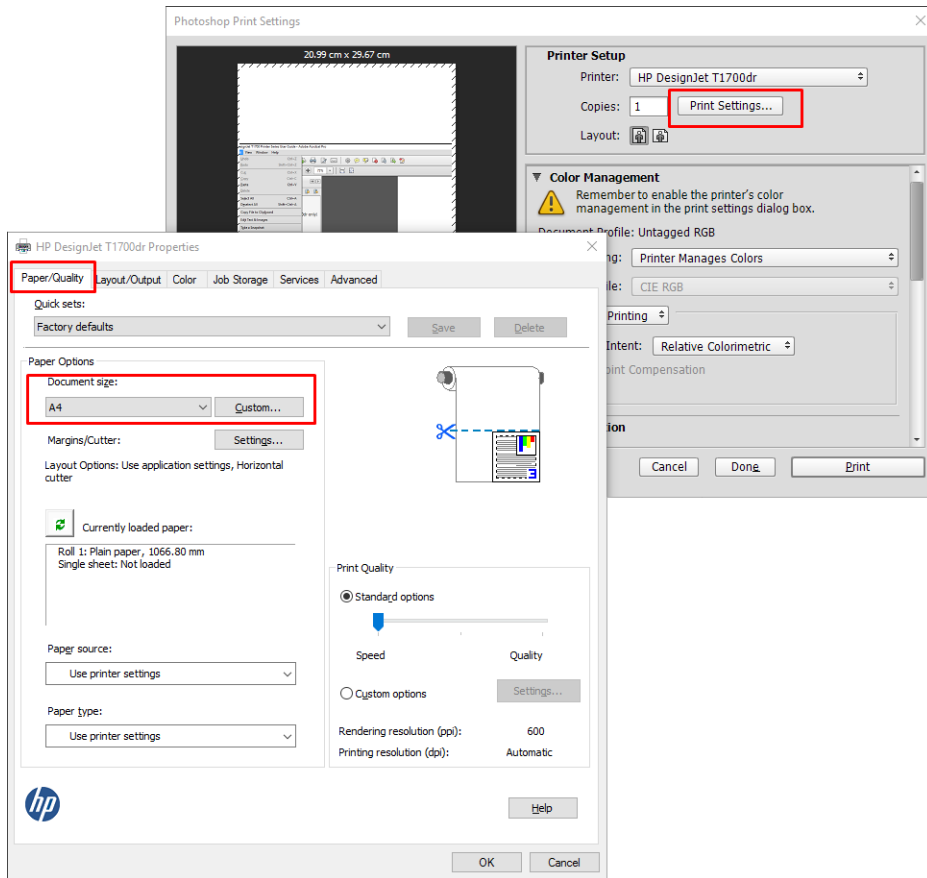 Photoshop Print Settings
20.99 cm x 29.67 cm
Printer Setup
Printer: HP DesignJet T1700dr
Copies: 1 Print Settings...
Layout:
Color Management
Remember to enable the printer's color
management in the print settings dialog box.
Document Profile: Untagged RGB
Printer Manages Colors
CIE RGB
Printing
Intent: Relative Colorimetric
Compensation
Cancel Done Print
HP DesignJet T1700dr Properties
Paper/Quality Layout/Output Color Job Storage Services Advanced
Quick sets:
Factory defaults Save Delete
Paper Options
Document size:
A4 Custom...
Margins/Cutter: Settings...
Layout Options: Use application settings, Horizontal
cutter
Currently loaded paper:
Roll 1: Plain paper, 1066.80 mm
Single sheet: Not loaded
Paper source:
Use printer settings
Paper type:
Use printer settings
3
Print Quality
Standard options
Speed Quality
Custom options Settings...
Rendering resolution (ppi): 600
Printing resolution (dpi): Automatic
hp
Help
OK Cancel